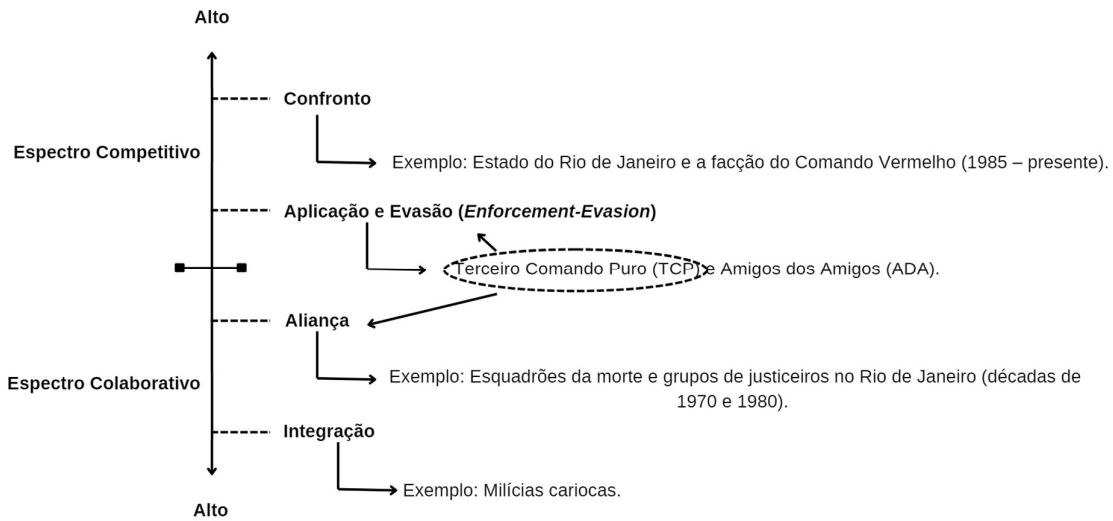 Alto
Confronto
Espectro Competitivo
Exemplo: Estado do Rio de Janeiro e a facção do Comando Vermelho (1985 – presente).
Aplicação e Evasão (Enforcement-Evasion)
Terceiro Comando Puro (TCP) e Amigos dos Amigos (ADA).
Aliança
Espectro Colaborativo
Exemplo: Esquadrões da morte e grupos de justiceiros no Rio de Janeiro (décadas de
1970 e 1980).
Integração
Exemplo: Milícias cariocas.
Alto